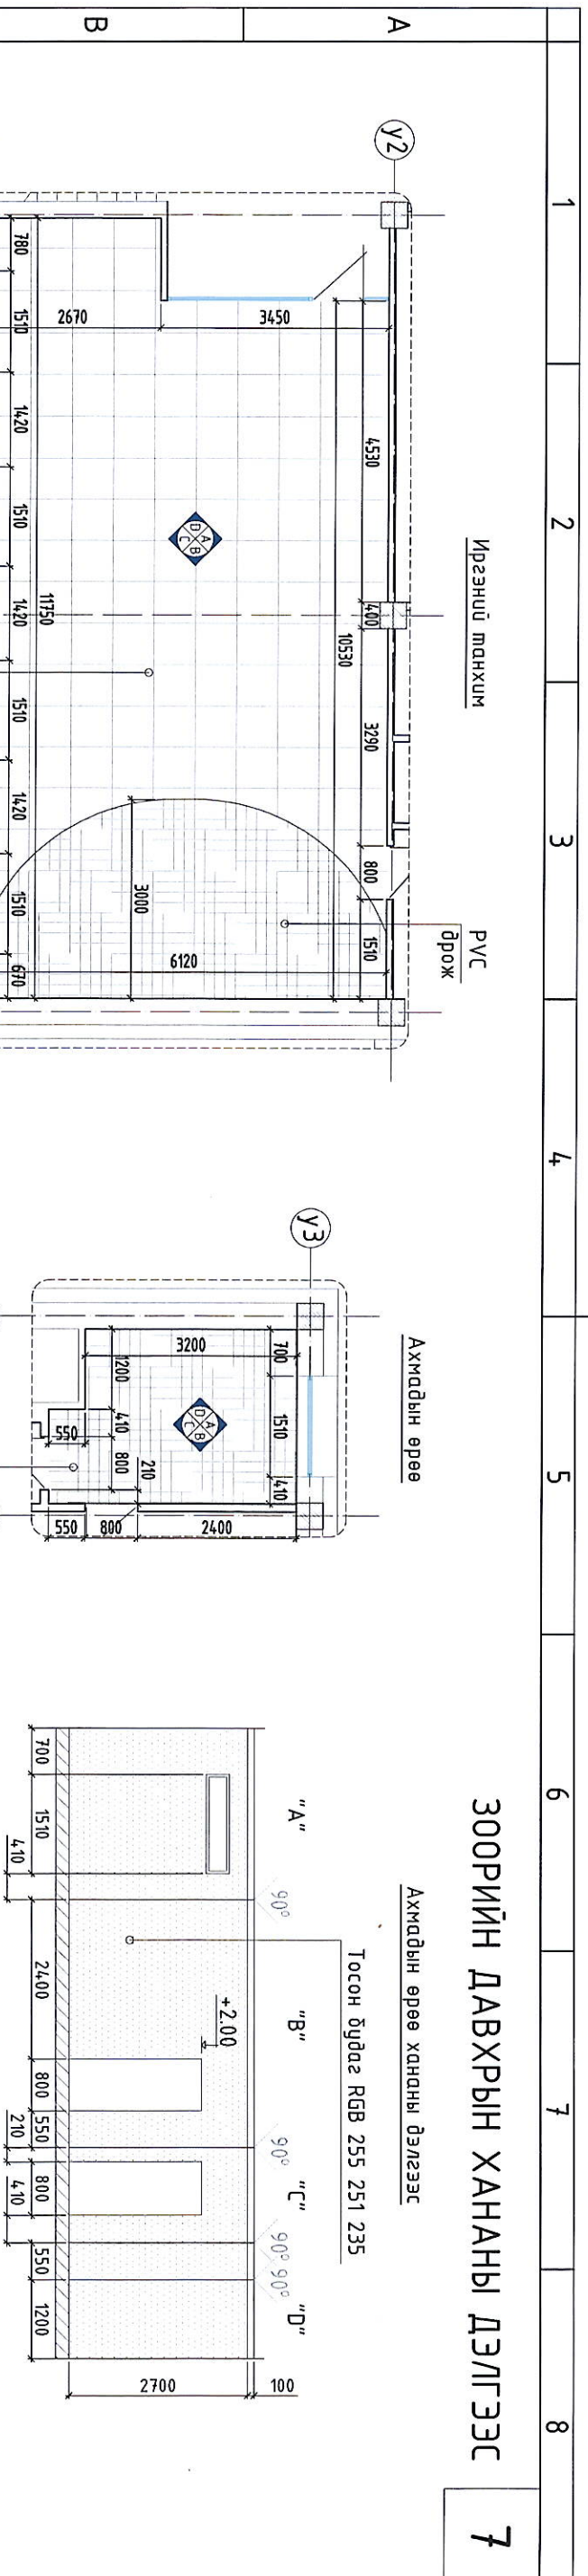 1
2
3
4
5
6
7
8
A
B
ЗООРИЙН ДАВХРЫН ХАНАНЫ ДЭЛГЭЭС
7
Иргэний танхим
у2
3450
2670
4530
400
3290
800
1510
10530
6120
3000
A
B
C
D
PVC
дрож
11750
780
1510
1420
1510
1420
1510
1420
1510
670
Ахмадын өрөө
у3
700
1510
410
3200
1200
410
800
210
550
A
B
C
D
2400
800
550
Ахмадын өрөө хананы дэлгээс
Тосон будаг RGB 255 251 235
"A"
90°
"B"
90°
"C"
90°
90°
"D"
+2.00
700
1510
410
2400
800
550
210
800
410
550
1200
2700
100